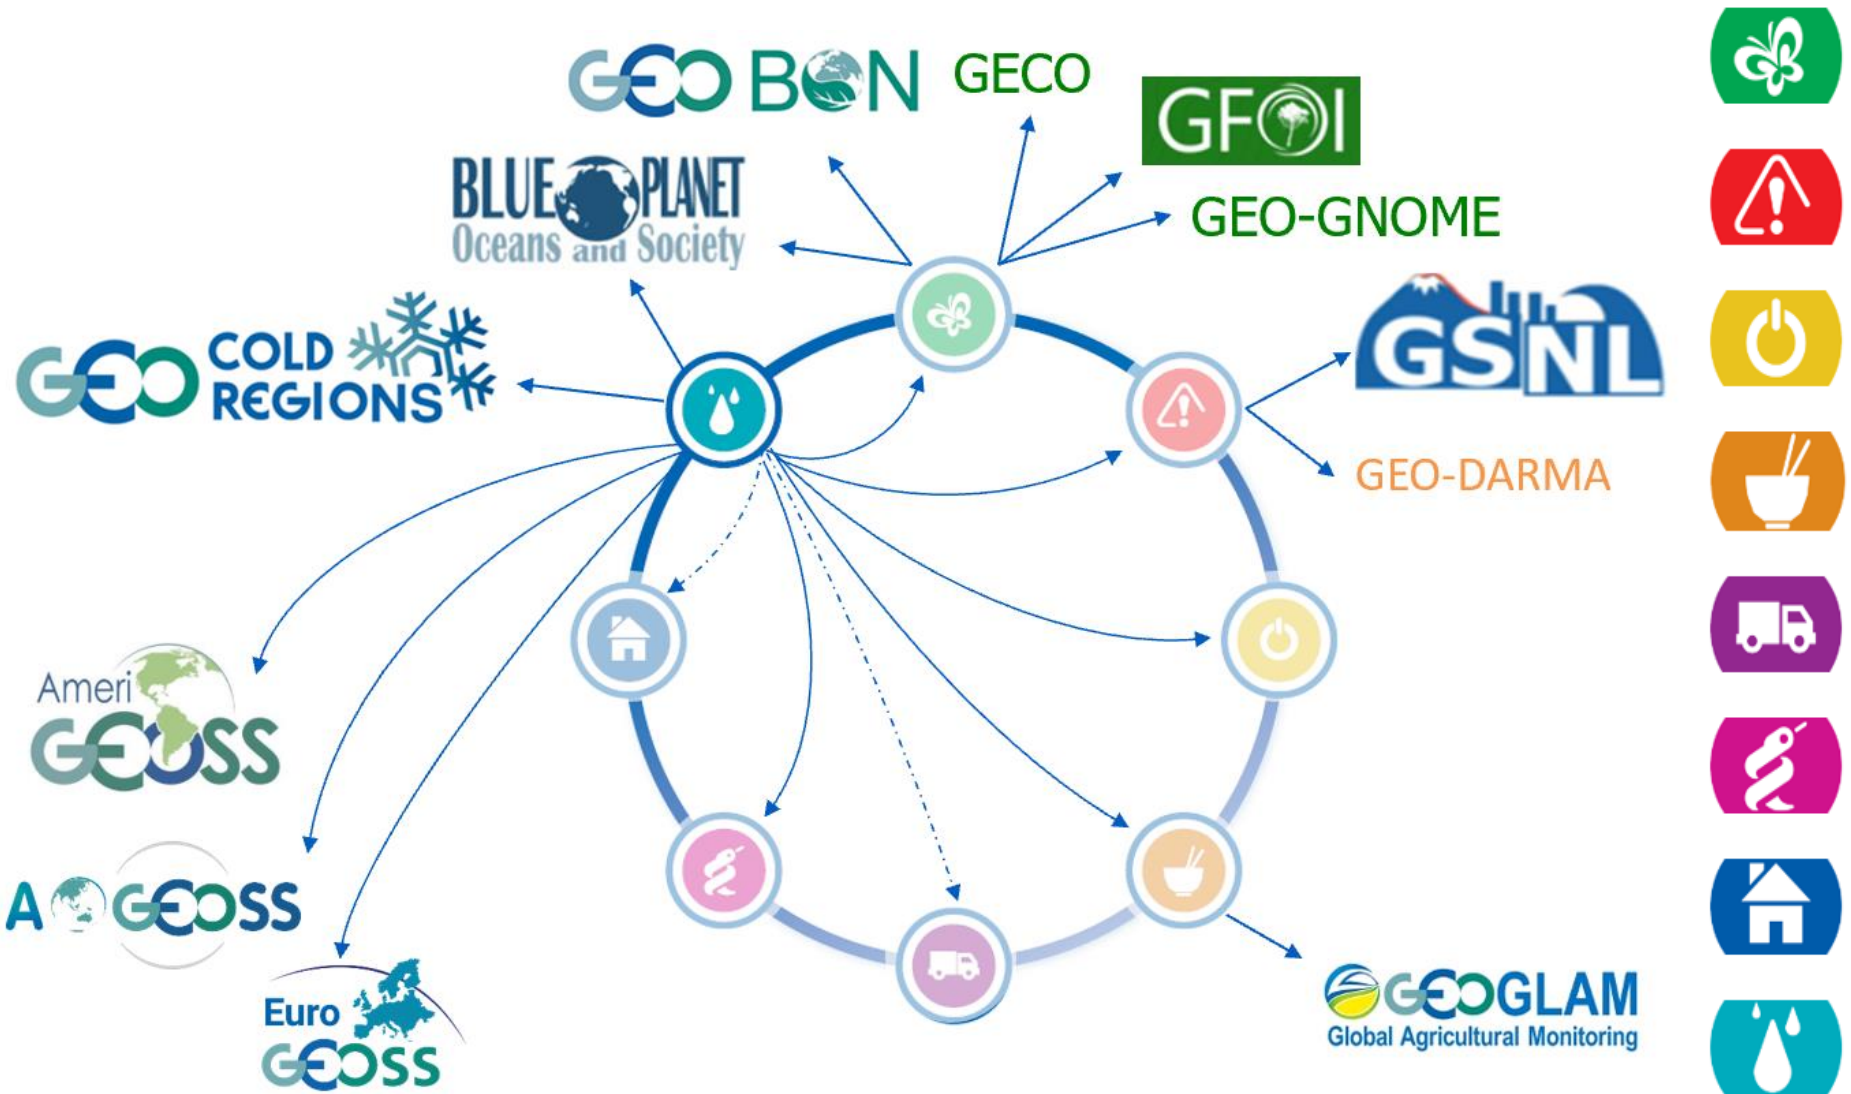 GEO BON
GECO
GFOI
BLUE PLANET
Oceans and Society
GEO-GNOME
GEO COLD
REGIONS
GSNL
GEO-DARMA
Ameri
GEOSS
AOGEOSS
Euro
GEOSS
GEOGLAM
Global Agricultural Monitoring